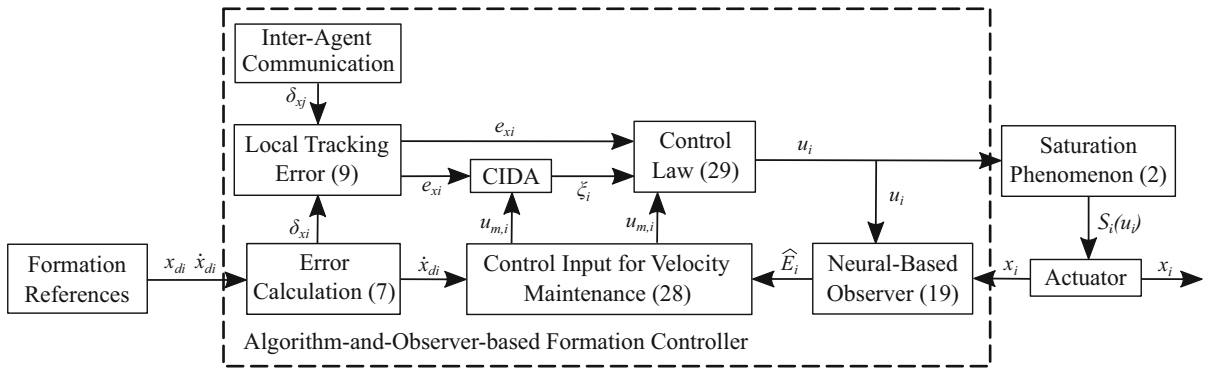 Inter-Agent
Communication
δxj
Local Tracking
Error (9)
exi
exi
CIDA
ξi
Control
Law (29)
ui
ui
Saturation
Phenomenon (2)
δxi
um,i
um,i
Si(ui)
Formation
References
xdi ẋdi
Error
Calculation (7)
ẋdi
Control Input for Velocity
Maintenance (28)
Êi
Neural-Based
Observer (19)
xi
Actuator
xi
Algorithm-and-Observer-based Formation Controller